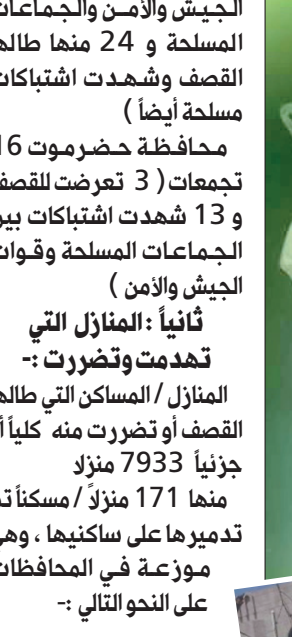 الجيش والأمن والجماعات
المسلحة و 24 منها طالها
القصف وشهدت اشتباكات
مسلحة أيضاً )
محافظة حضرموت 16
تجمعات ( 3 تعرضت للقصف
و 13 شهدت اشتباكات بين
الجماعات المسلحة وقوات
الجيش والأمن )
ثانياً : المنازل التي
تهدمت وتضررت :-
المنازل / المساكن التي طالها
القصف أو تضررت منه كلياً أ
جزئياً 7933 منزلا
منها 171 منزلاً / مسكناً تم
تدميرها على ساكنيها ، وهي
موزعة في المحافظات
على النحو التالي :-